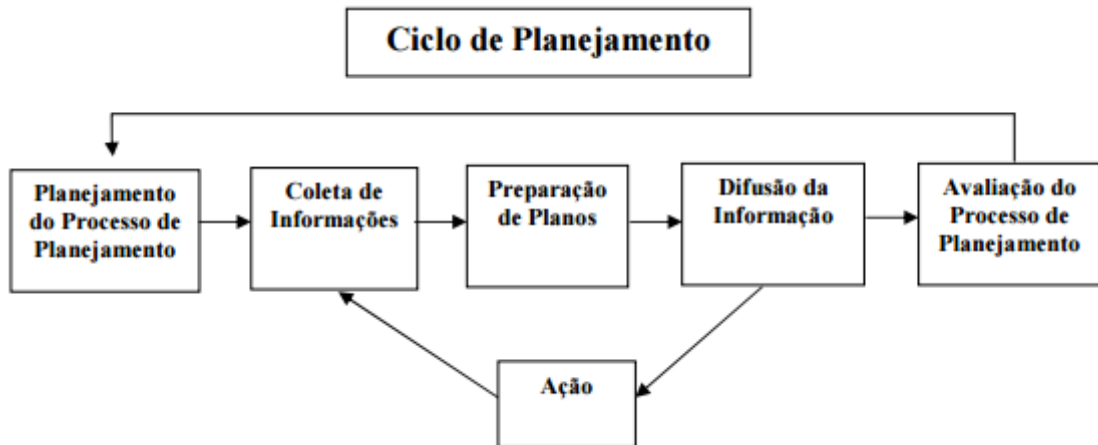 Ciclo de Planejamento
Planejamento
do Processo de
Planejamento
Coleta de
Informações
Preparação
de Planos
Difusão da
Informação
Avaliação do
Processo de
Planejamento
Ação